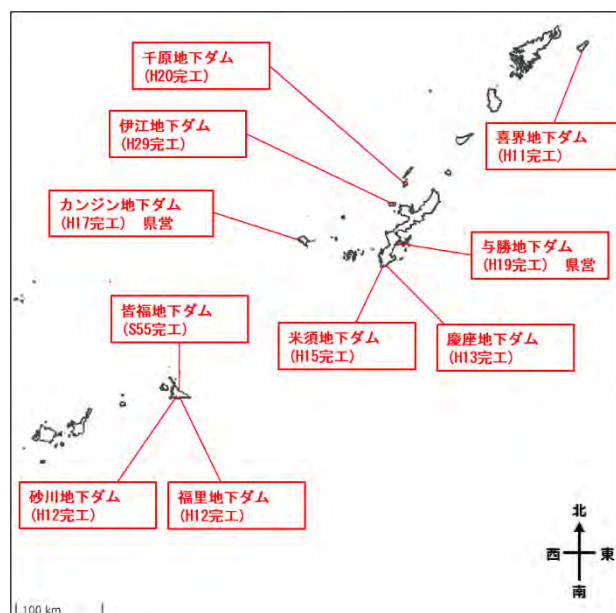 千原地下ダム
(H20完工)
伊江地下ダム
(H29完工)
喜界地下ダム
(H11完工)
カンジン地下ダム
(H17完工) 県営
与勝地下ダム
(H19完工) 県営
皆福地下ダム
(S55完工)
米須地下ダム
(H15完工)
慶座地下ダム
(H13完工)
砂川地下ダム
(H12完工)
福里地下ダム
(H12完工)
北
西 東
南
100 km